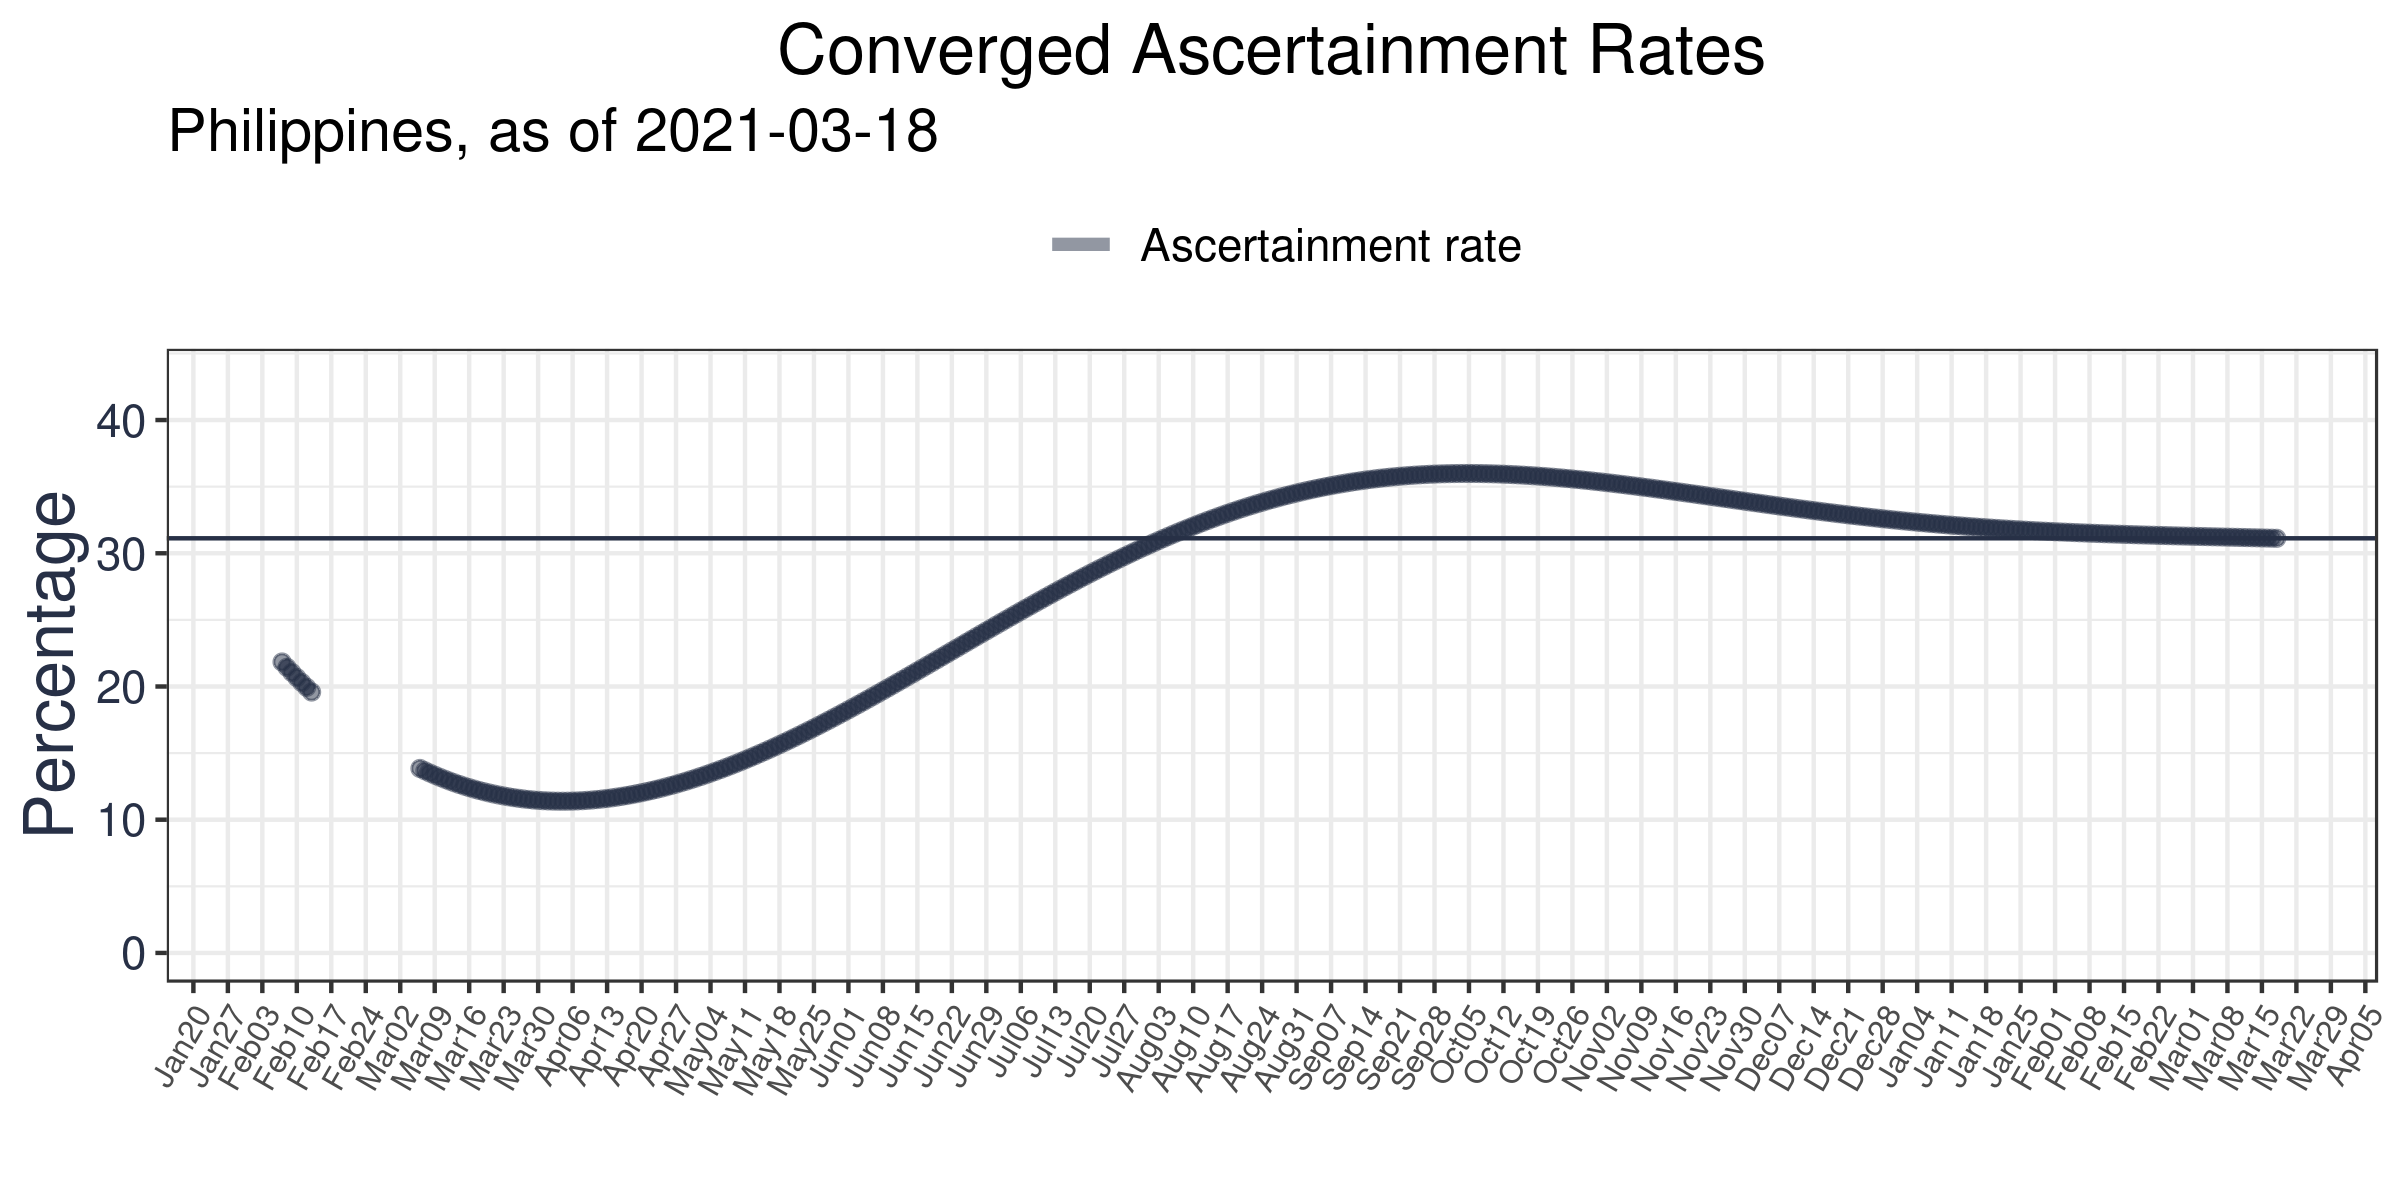 Converged Ascertainment Rates
Philippines, as of 2021-03-18
Ascertainment rate
Percentage
40
30
20
10
0
Jan20
Jan27
Feb03
Feb10
Feb17
Feb24
Mar02
Mar09
Mar16
Mar23
Mar30
Apr06
Apr13
Apr20
Apr27
May04
May11
May18
May25
Jun01
Jun08
Jun15
Jun22
Jun29
Jul06
Jul13
Jul20
Jul27
Aug03
Aug10
Aug17
Aug24
Aug31
Sep07
Sep14
Sep21
Sep28
Oct05
Oct12
Oct19
Oct26
Nov02
Nov09
Nov16
Nov23
Nov30
Nov07
Dec14
Dec21
Dec28
Dec04
Jan11
Jan18
Jan25
Jan01
Feb08
Feb15
Feb22
Mar01
Mar08
Mar15
Mar22
Mar29
Apr05